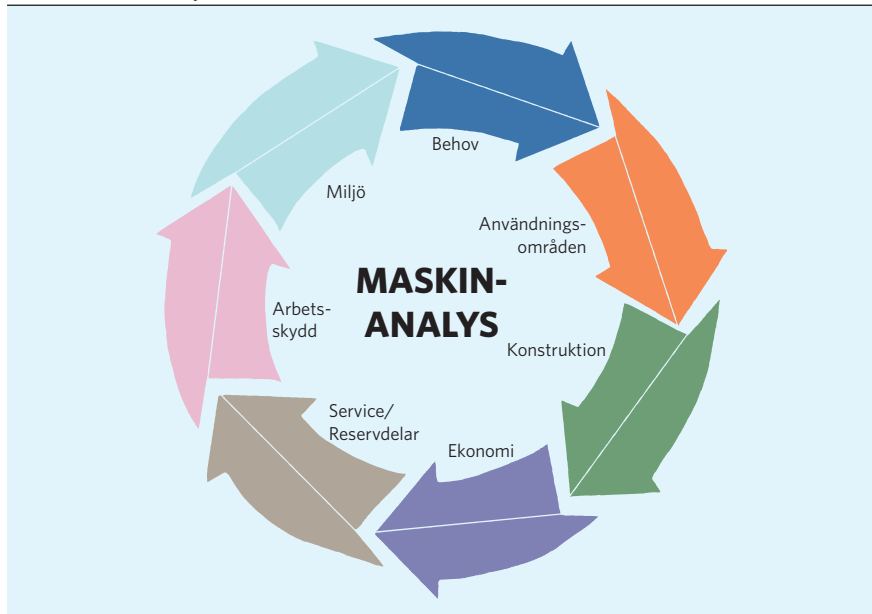 Behov
Användnings-
områden
Konstruktion
Ekonomi
Service/
Reservdelar
Arbets-
skydd
Miljö
MASKIN-
ANALYS